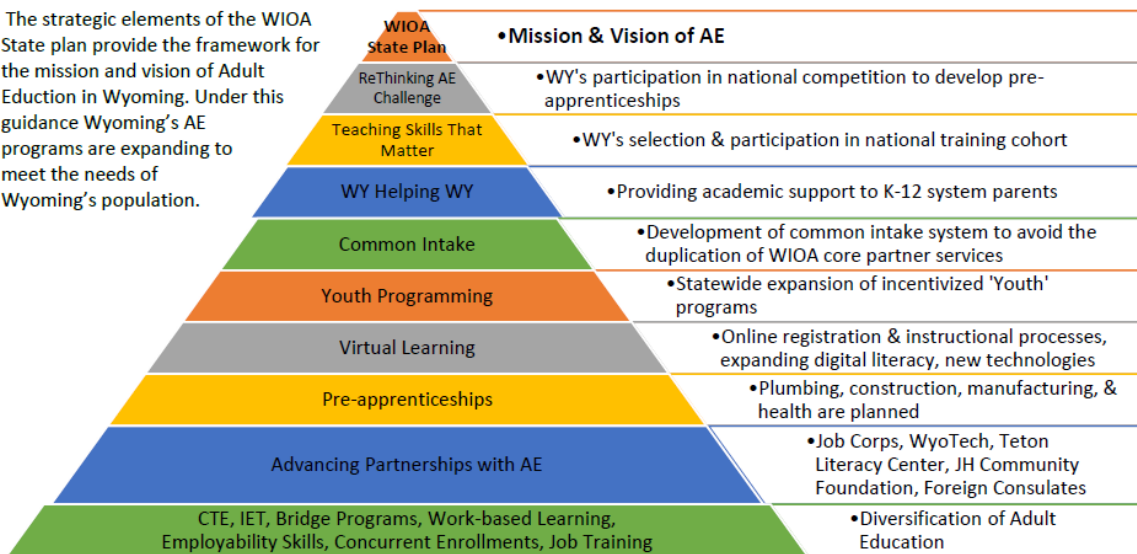 The strategic elements of the WIOA
State plan provide the framework for
the mission and vision of Adult
Eduction in Wyoming. Under this
guidance Wyoming’s AE
programs are expanding to
meet the needs of
Wyoming’s population.
WIOA
State Plan
•Mission & Vision of AE
ReThinking AE
Challenge
•WY's participation in national competition to develop pre-
apprenticeships
Teaching Skills That
Matter
•WY's selection & participation in national training cohort
WY Helping WY
•Providing academic support to K-12 system parents
Common Intake
•Development of common intake system to avoid the
duplication of WIOA core partner services
Youth Programming
•Statewide expansion of incentivized 'Youth'
programs
Virtual Learning
•Online registration & instructional processes,
expanding digital literacy, new technologies
Pre-apprenticeships
•Plumbing, construction, manufacturing, &
health are planned
Advancing Partnerships with AE
•Job Corps, WyoTech, Teton
Literacy Center, JH Community
Foundation, Foreign Consulates
CTE, IET, Bridge Programs, Work-based Learning,
Employability Skills, Concurrent Enrollments, Job Training
•Diversification of Adult
Education